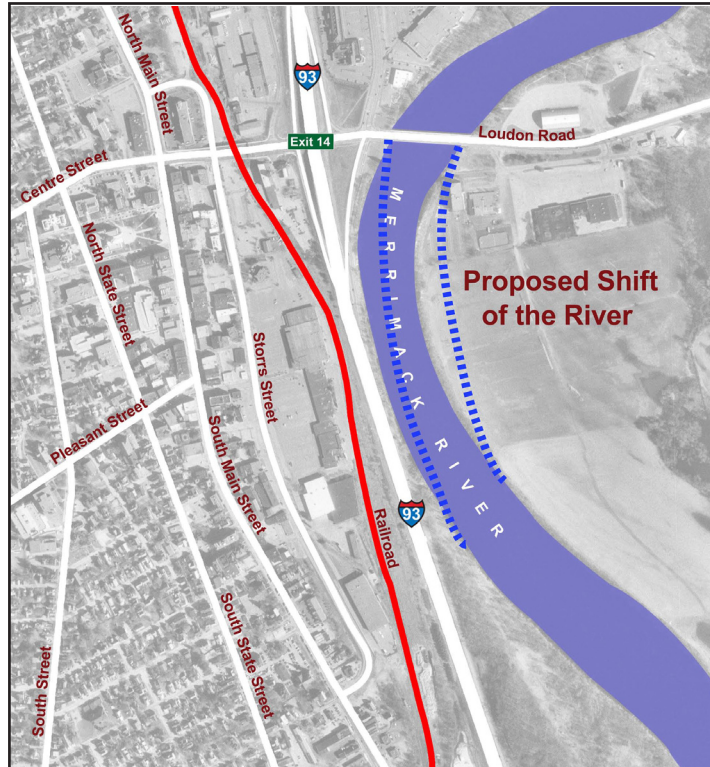 North Main Street
93
Exit 14
Loudon Road
Centre Street
North State Street
MERRIMACK RIVER
Proposed Shift
of the River
Storrs Street
Pleasant Street
South Main Street
93
Railroad
South State Street
South Street